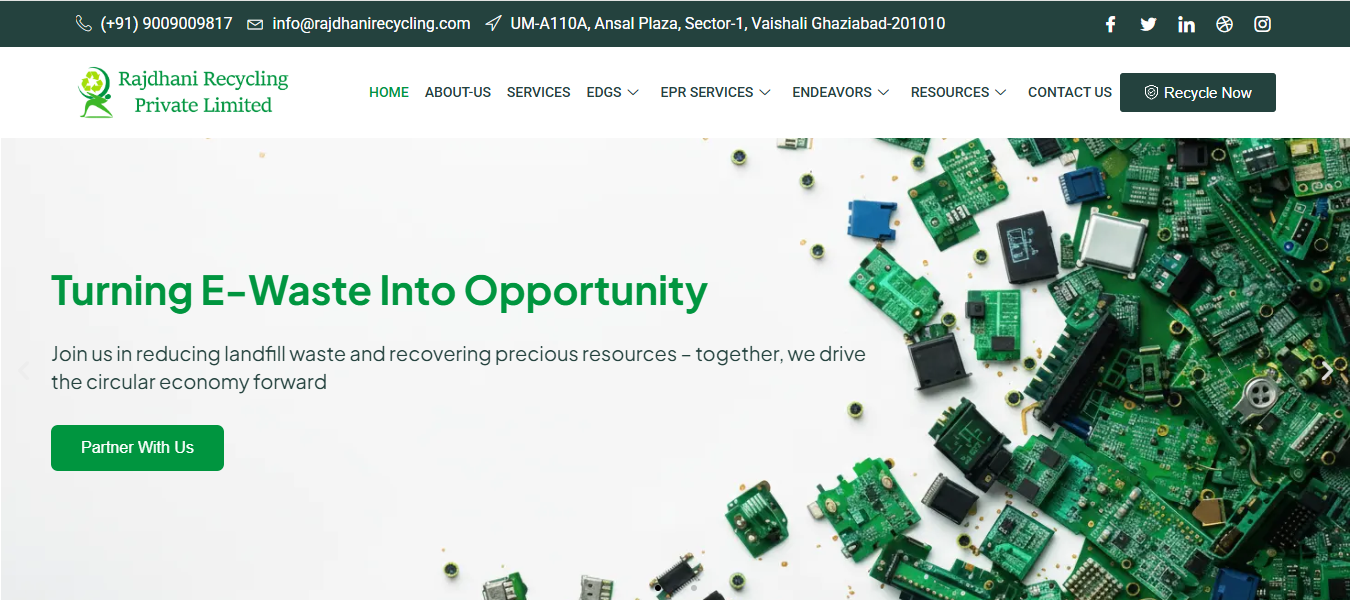 (+91) 9009009817 info@rajdhanirecycling.com UM-A110A, Ansal Plaza, Sector-1, Vaishali Ghaziabad-201010
Rajdhani Recycling
Private Limited
HOME ABOUT-US SERVICES EDGS EPR SERVICES ENDEAVORS RESOURCES CONTACT US Recycle Now
Turning E-Waste Into Opportunity
Join us in reducing landfill waste and recovering precious resources – together, we drive
the circular economy forward
Partner With Us